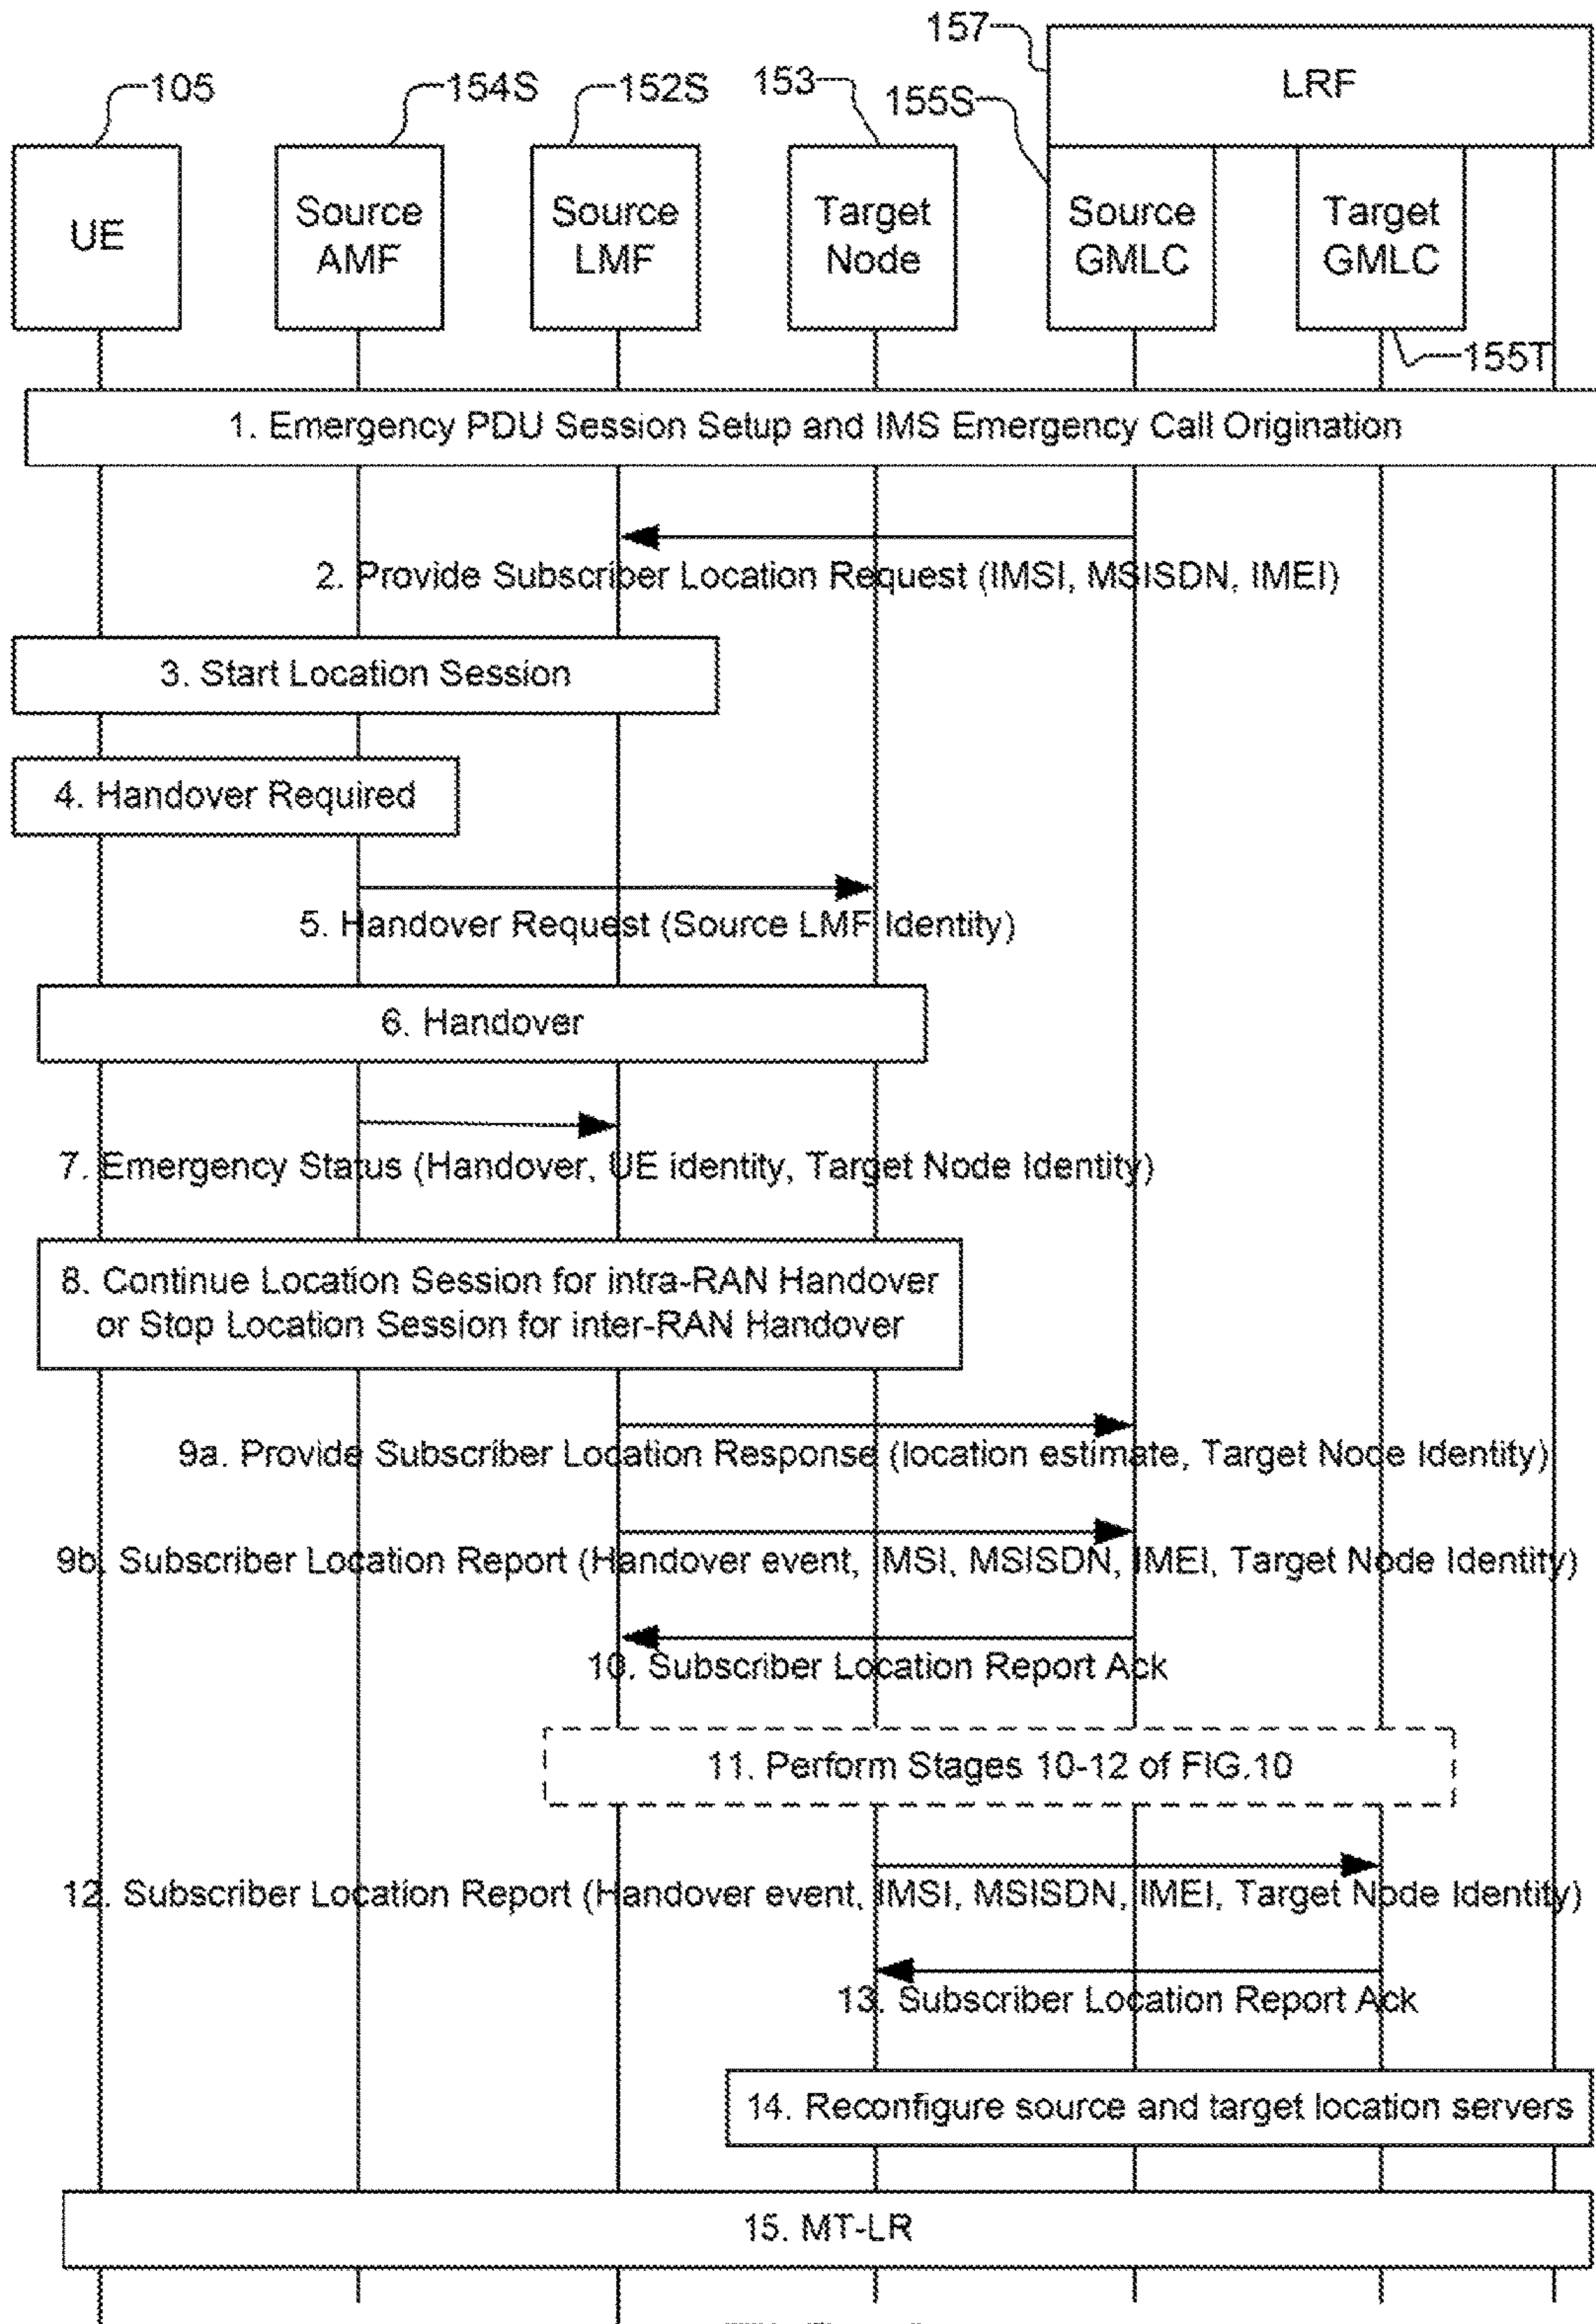 157
LRF
105
154S
152S
153
155S
UE
Source
AMF
Source
LMF
Target
Node
Source
GMLC
Target
GMLC
155T
1. Emergency PDU Session Setup and IMS Emergency Call Origination
2. Provide Subscriber Location Request (IMSI, MSISDN, IMEI)
3. Start Location Session
4. Handover Required
5. Handover Request (Source LMF Identity)
6. Handover
7. Emergency Status (Handover, UE identity, Target Node Identity)
8. Continue Location Session for intra-RAN Handover
or Stop Location Session for inter-RAN Handover
9a. Provide Subscriber Location Response (location estimate, Target Node Identity)
9b. Subscriber Location Report (Handover event, IMSI, MSISDN, IMEI, Target Node Identity)
10. Subscriber Location Report Ack
11. Perform Stages 10-12 of FIG.10
12. Subscriber Location Report (Handover event, IMSI, MSISDN, IMEI, Target Node Identity)
13. Subscriber Location Report Ack
14. Reconfigure source and target location servers
15. MT-LR